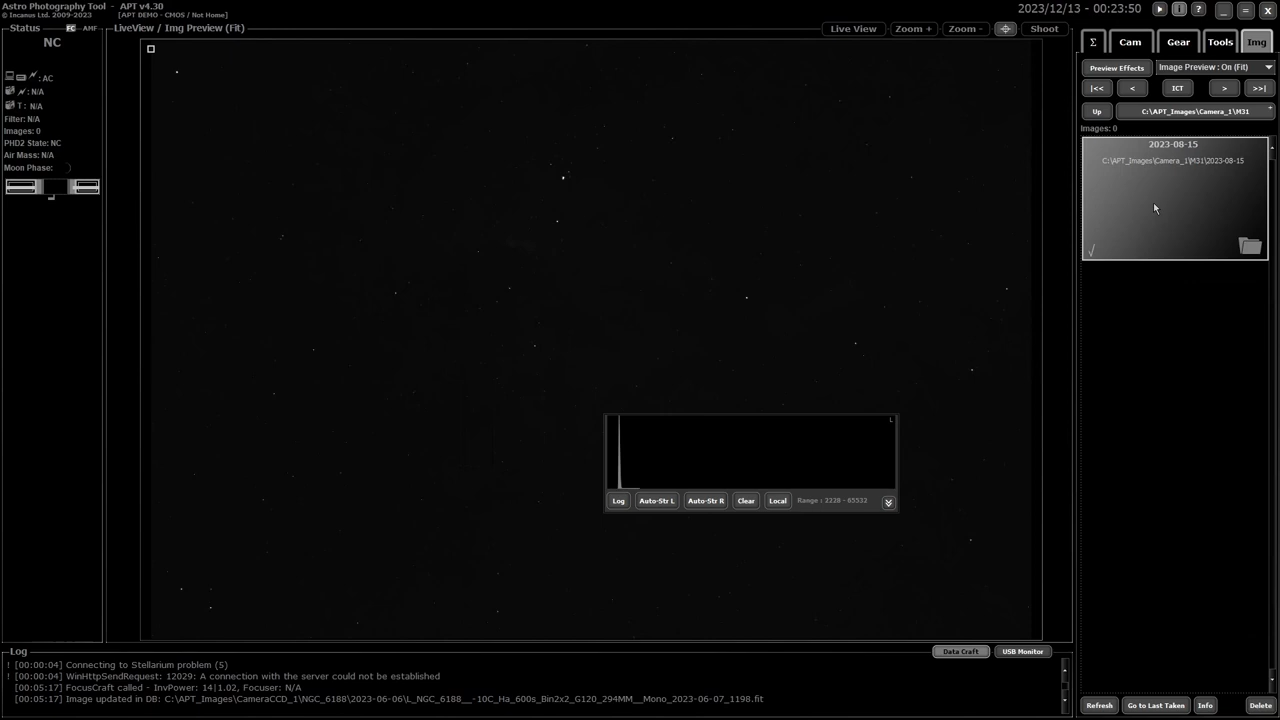 Astro Photography Tool - APT v4.30
© Incanus Ltd. 2009-2023 [APT DEMO - CMOS / Not Home]
2023/12/13 - 00:23:50
i ? _ = ×
Status EC AMF
NC
: AC
: N/A
T : N/A
Filter: N/A
Images: 0
PHD2 State: NC
Air Mass: N/A
Moon Phase:
LiveView / Img Preview (Fit)
Live View Zoom + Zoom - Shoot
L
Log Auto-Str L Auto-Str R Clear Local Range : 2228 - 65532
Σ Cam Gear Tools Img
Preview Effects Image Preview : On (Fit)
|<< < ICT > >>|
Up C:\APT_Images\Camera_1\M31
Images: 0
2023-08-15
C:\APT_Images\Camera_1\M31\2023-08-15
Refresh Go to Last Taken Info Delete
Log Data Craft USB Monitor
! [00:00:04] Connecting to Stellarium problem (5)
! [00:00:04] WinHttpSendRequest: 12029: A connection with the server could not be established
[00:05:17] FocusCraft called - InvPower: 14|1.02, Focuser: N/A
[00:05:17] Image updated in DB: C:\APT_Images\CameraCCD_1\NGC_6188\2023-06-06\L_NGC_6188__-10C_Ha_600s_Bin2x2_G120_294MM__Mono_2023-06-07_1198.fit